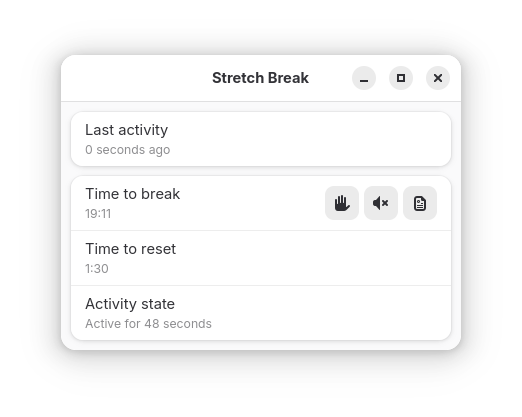 Stretch Break
Last activity
0 seconds ago
Time to break
19:11
Time to reset
1:30
Activity state
Active for 48 seconds